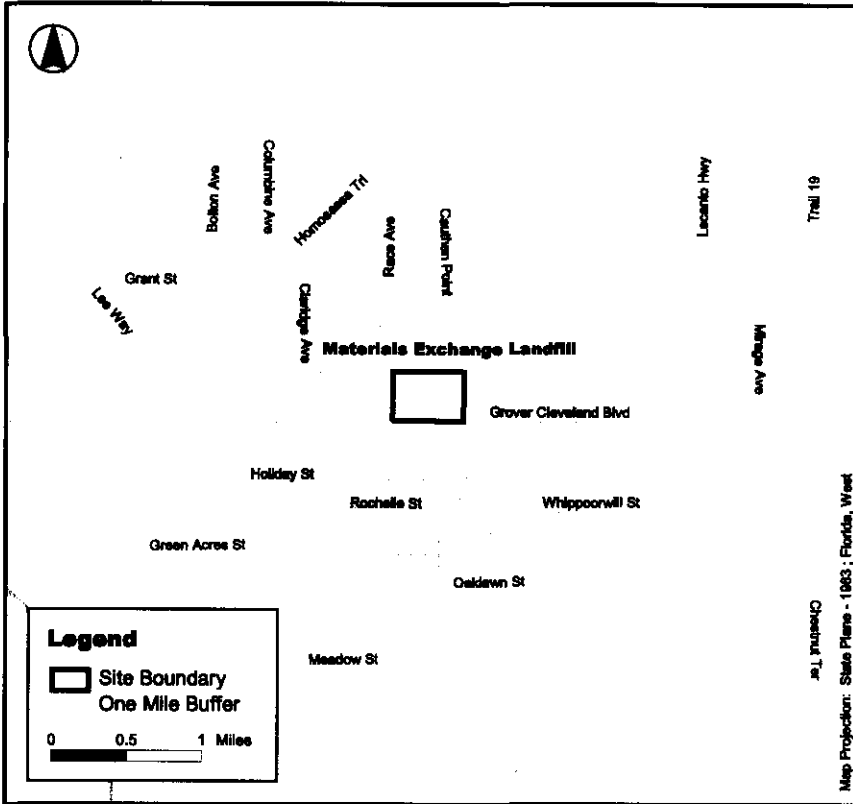 Bolton Ave
Columbine Ave
Homosassa Trl
Race Ave
Cauthen Point
Lecanto Hwy
Trail 19
Grant St
Lee Way
Claridge Ave
Mirage Ave
Materials Exchange Landfill
Grover Cleveland Blvd
Holiday St
Rochelle St
Whippoorwill St
Green Acres St
Oaklawn St
Meadow St
Chestnut Ter
Map Projection: State Plane - 1983 ; Florida, West
Legend
Site Boundary
One Mile Buffer
0 0.5 1 Miles